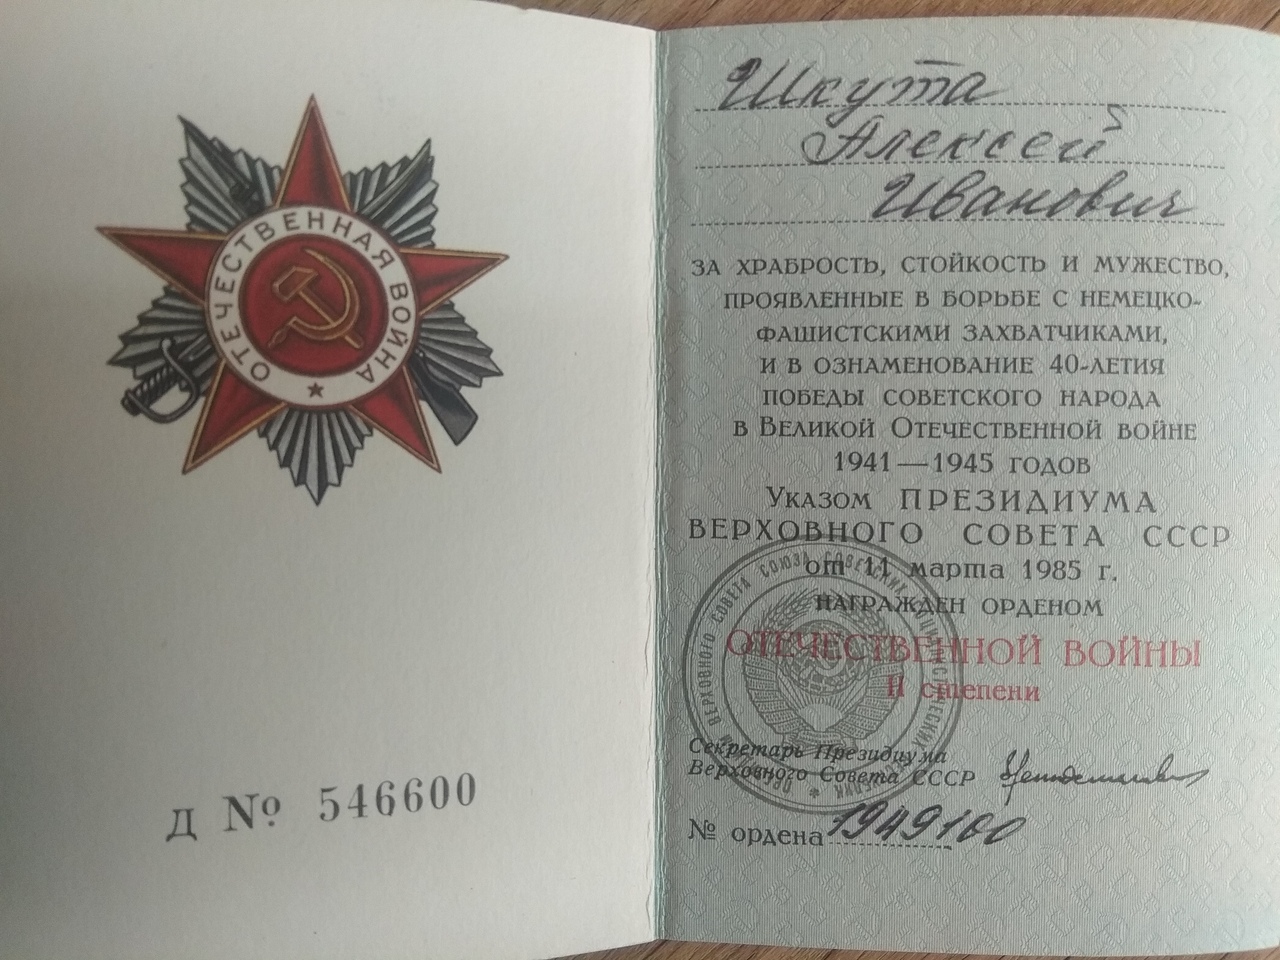 ОТЕЧЕСТВЕННАЯ ВОЙНА
Д № 546600
Шкута
Алексей
Иванович
ЗА ХРАБРОСТЬ, СТОЙКОСТЬ И МУЖЕСТВО,
ПРОЯВЛЕННЫЕ В БОРЬБЕ С НЕМЕЦКО-
ФАШИСТСКИМИ ЗАХВАТЧИКАМИ,
И В ОЗНАМЕНОВАНИЕ 40-ЛЕТИЯ
ПОБЕДЫ СОВЕТСКОГО НАРОДА
В ВЕЛИКОЙ ОТЕЧЕСТВЕННОЙ ВОЙНЕ
1941—1945 ГОДОВ
УКАЗОМ ПРЕЗИДИУМА
ВЕРХОВНОГО СОВЕТА СССР
от 11 марта 1985 г.
НАГРАЖДЕН ОРДЕНОМ
ОТЕЧЕСТВЕННОЙ ВОЙНЫ
II степени
Секретарь Президиума
Верховного Совета СССР
№ ордена 1949100